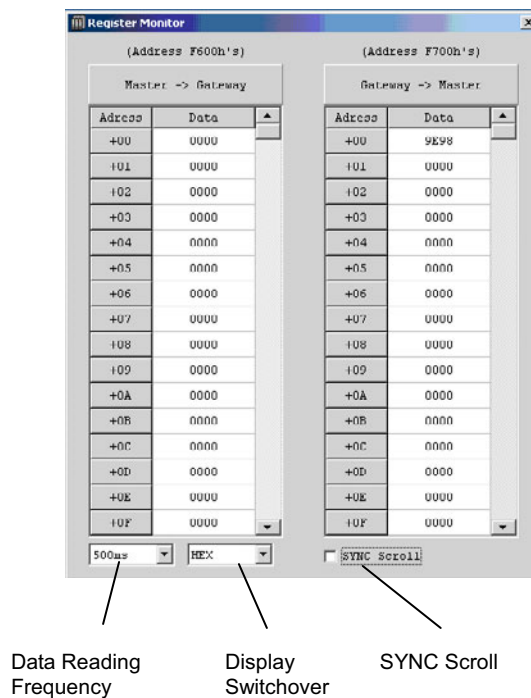 Register Monitor
(Address F600h's) (Address F700h's)
Master -> Gateway Gateway -> Master
Adress Data Adress Data
+00 0000 +00 9E98
+01 0000 +01 0000
+02 0000 +02 0000
+03 0000 +03 0000
+04 0000 +04 0000
+05 0000 +05 0000
+06 0000 +06 0000
+07 0000 +07 0000
+08 0000 +08 0000
+09 0000 +09 0000
+0A 0000 +0A 0000
+0B 0000 +0B 0000
+0C 0000 +0C 0000
+0D 0000 +0D 0000
+0E 0000 +0E 0000
+0F 0000 +0F 0000
500ms HEX SYNC Scroll
Data Reading Display SYNC Scroll
Frequency Switchover